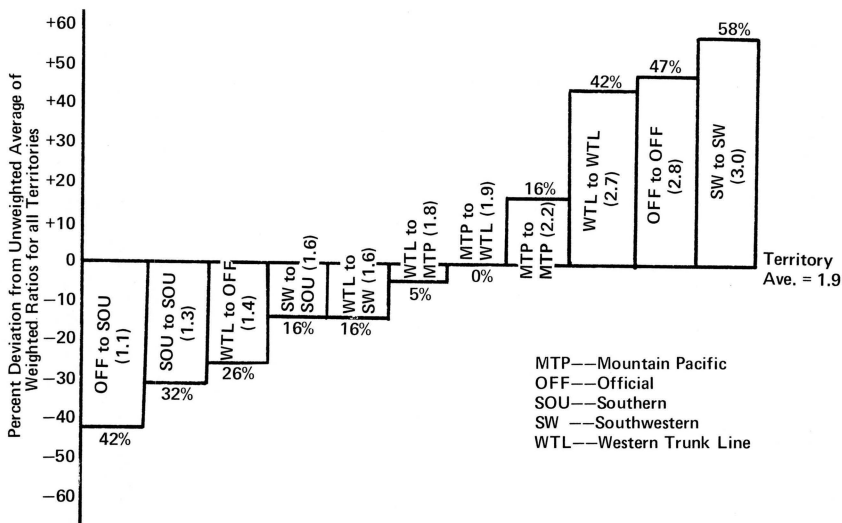 Percent Deviation from Unweighted Average of
Weighted Ratios for all Territories
+60
+50
+40
+30
+20
+10
0
−10
−20
−30
−40
−50
−60
OFF to SOU
(1.1)
42%
SOU to SOU
(1.3)
32%
WTL to OFF
(1.4)
26%
SW to
SOU (1.6)
16%
WTL to
SW (1.6)
16%
WTL to
MTP (1.8)
5%
MTP to
WTL (1.9)
0%
16%
MTP to
MTP (2.2)
42%
WTL to WTL
(2.7)
47%
OFF to OFF
(2.8)
58%
SW to SW
(3.0)
Territory
Ave. = 1.9
MTP−−Mountain Pacific
OFF−−Official
SOU−−Southern
SW −−Southwestern
WTL−−Western Trunk Line